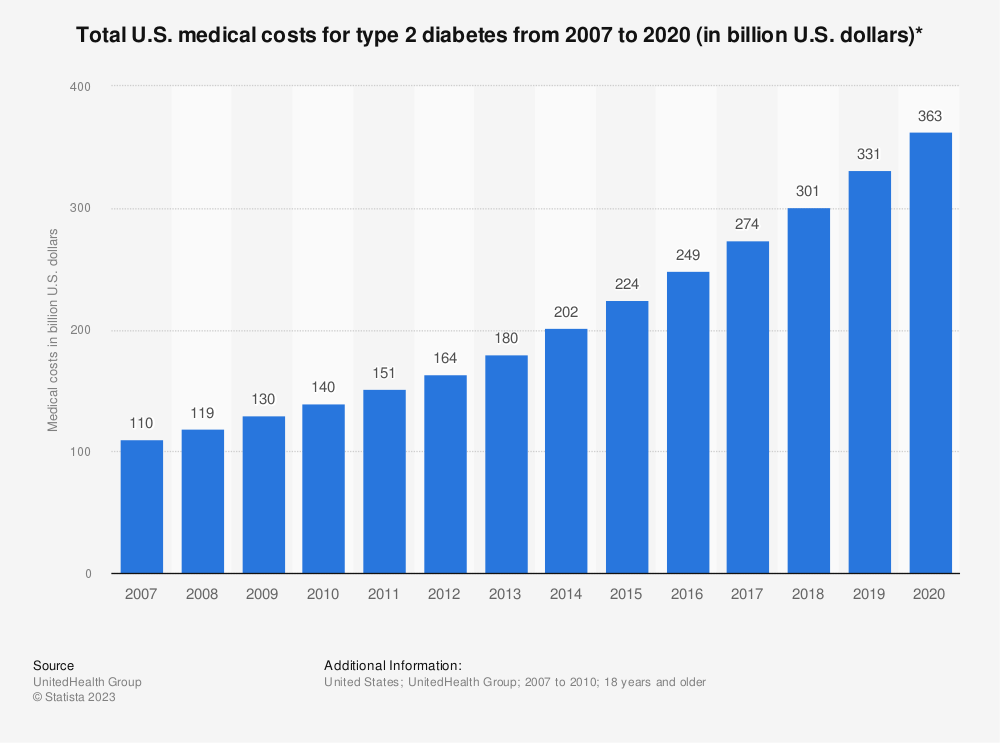 Total U.S. medical costs for type 2 diabetes from 2007 to 2020 (in billion U.S. dollars)*
Medical costs in billion U.S. dollars
400
300
200
100
0
110
119
130
140
151
164
180
202
224
249
274
301
331
363
2007 2008 2009 2010 2011 2012 2013 2014 2015 2016 2017 2018 2019 2020
Source
UnitedHealth Group
© Statista 2023
Additional Information:
United States; UnitedHealth Group; 2007 to 2010; 18 years and older